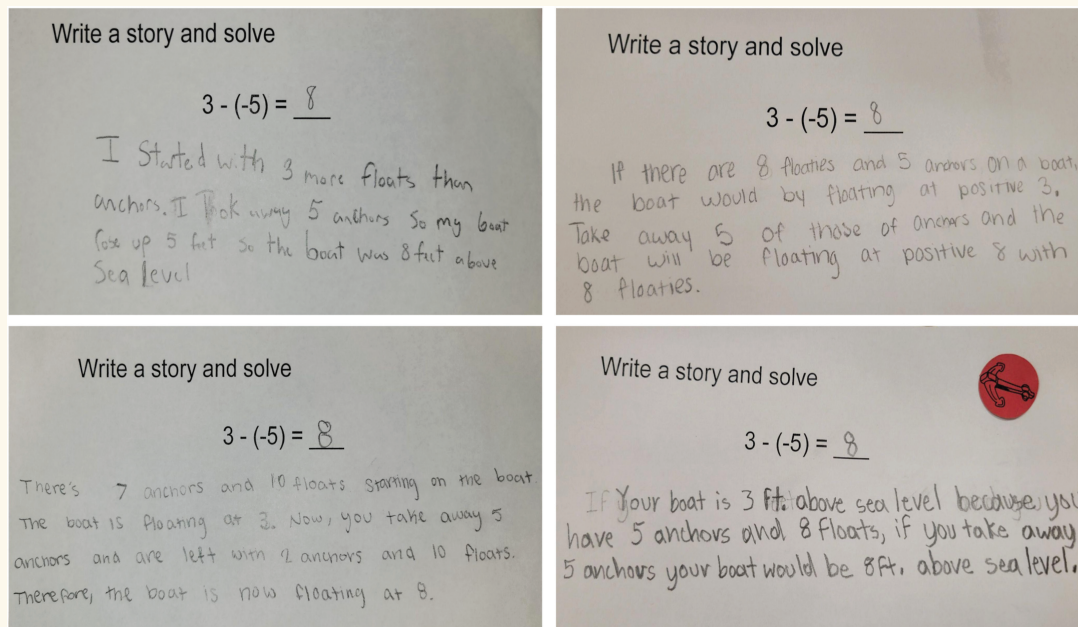 Write a story and solve
3 - (-5) = 8
I Started with 3 more floats than
anchors. I Took away 5 anchors so my boat
rose up 5 feet so the boat was 8 feet above
Sea level
Write a story and solve
3 - (-5) = 8
If there are 8 floaties and 5 anchors on a boat,
the boat would by floating at positive 3.
Take away 5 of those of anchors and the
boat will be floating at positive 8 with
8 floaties.
Write a story and solve
3 - (-5) = 8
There's 7 anchors and 10 floats starting on the boat.
The boat is floating at 3. Now, you take away 5
anchors and are left with 2 anchors and 10 floats.
Therefore, the boat is now floating at 8.
Write a story and solve
3 - (-5) = 8
If Your boat is 3 ft. above sea level because you
have 5 anchors and 8 floats, if you take away
5 anchors your boat would be 8ft. above sea level.